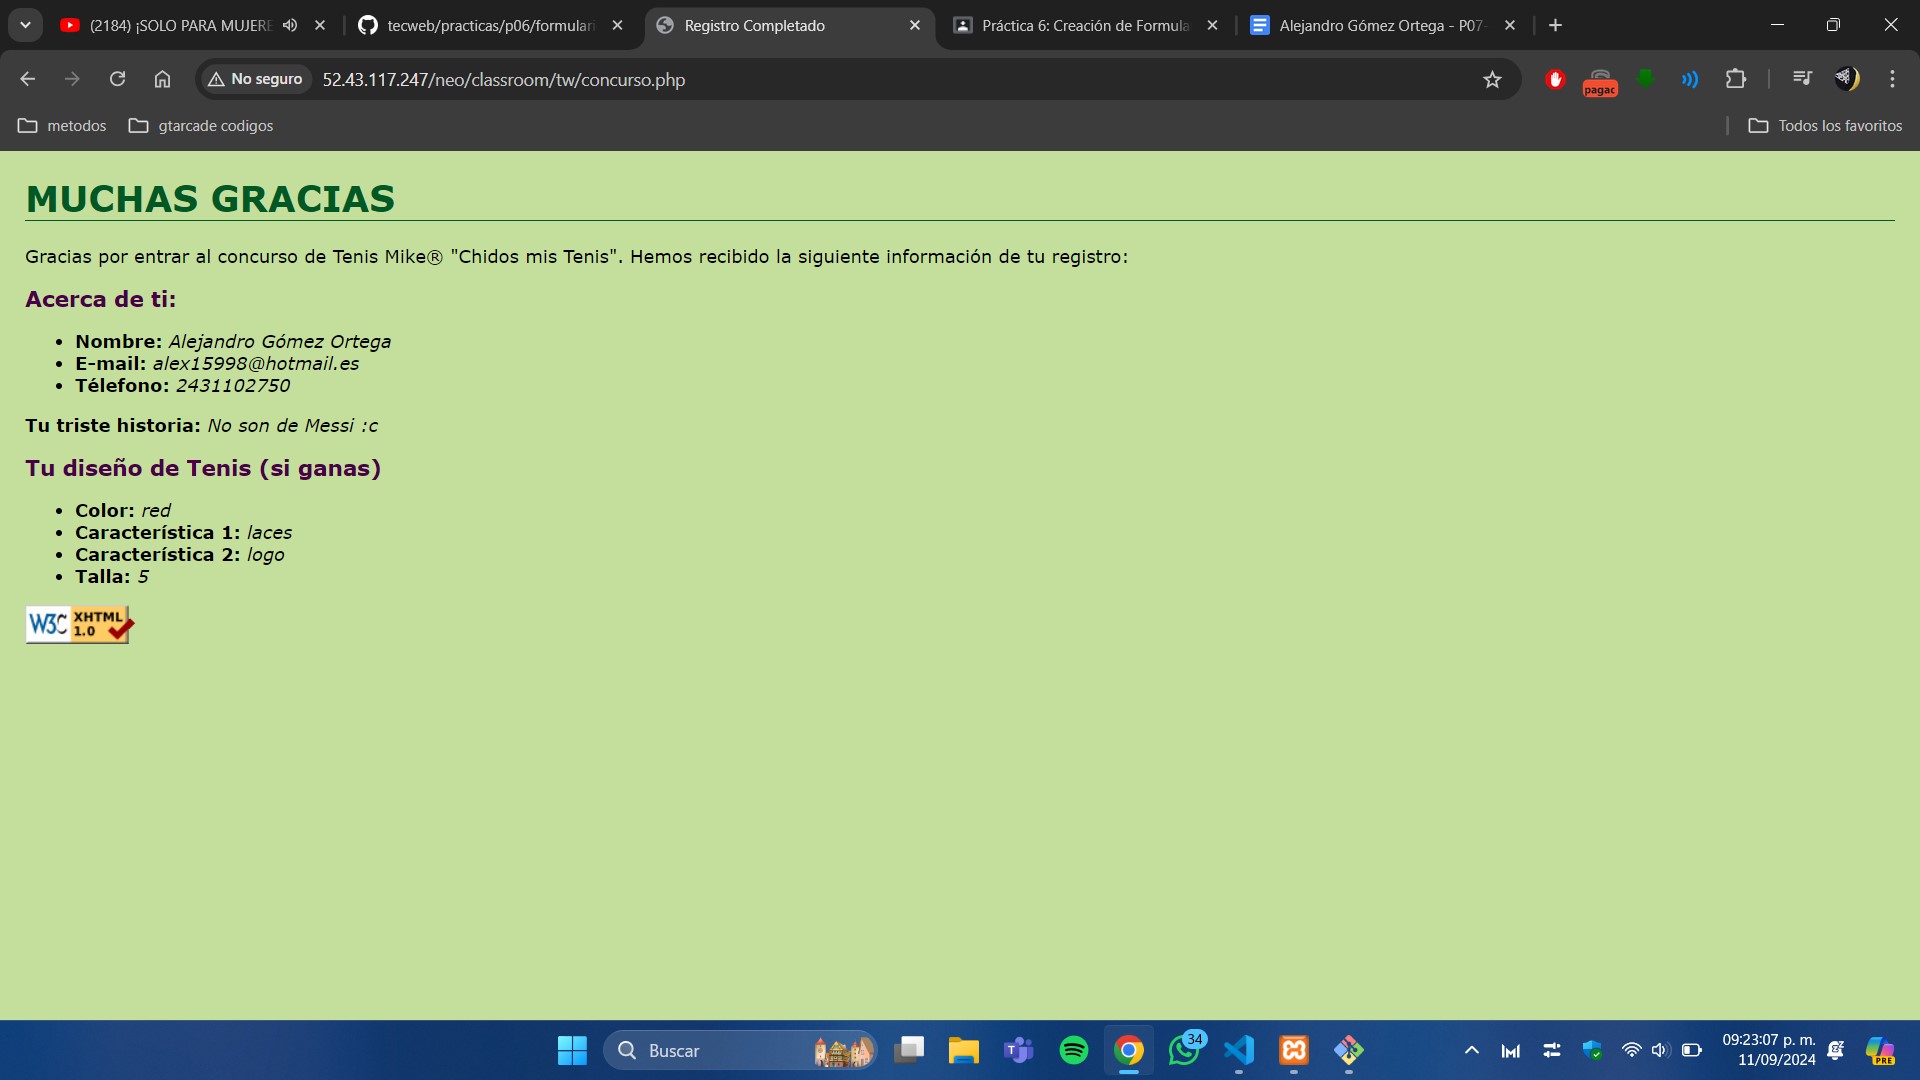 (2184) ¡SOLO PARA MUJERE
tecweb/practicas/p06/formulari
Registro Completado
Práctica 6: Creación de Formula
Alejandro Gómez Ortega - P07-
No seguro
52.43.117.247/neo/classroom/tw/concurso.php
pagac
metodos
gtarcade codigos
Todos los favoritos
MUCHAS GRACIAS
Gracias por entrar al concurso de Tenis Mike® "Chidos mis Tenis". Hemos recibido la siguiente información de tu registro:
Acerca de ti:
• Nombre: Alejandro Gómez Ortega
• E-mail: alex15998@hotmail.es
• Télefono: 2431102750
Tu triste historia: No son de Messi :c
Tu diseño de Tenis (si ganas)
• Color: red
• Característica 1: laces
• Característica 2: logo
• Talla: 5
W3C XHTML
1.0
Buscar
34
09:23:07 p. m.
11/09/2024
PRE